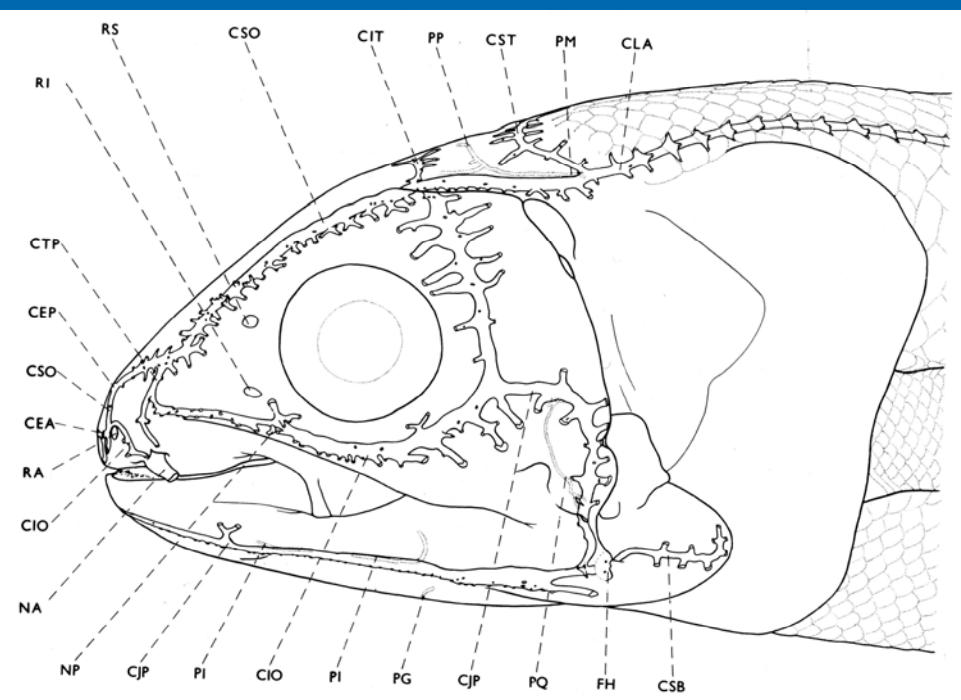 RS CSO CIT PP CST PM CLA
RI
CTP
CEP
CSO
CEA
RA
CIO
NA
NP CJP PI CIO PI PG CJP PQ FH CSB